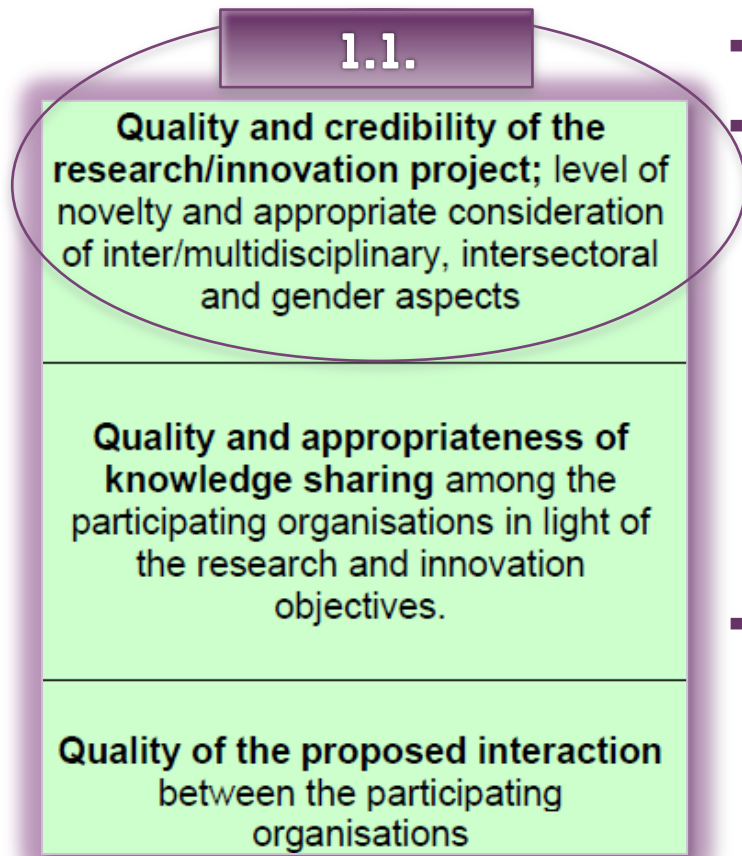 1.1.
Quality and credibility of the
research/innovation project; level of
novelty and appropriate consideration
of inter/multidisciplinary, intersectoral
and gender aspects
Quality and appropriateness of
knowledge sharing among the
participating organisations in light of
the research and innovation
objectives.
Quality of the proposed interaction
between the participating
organisations